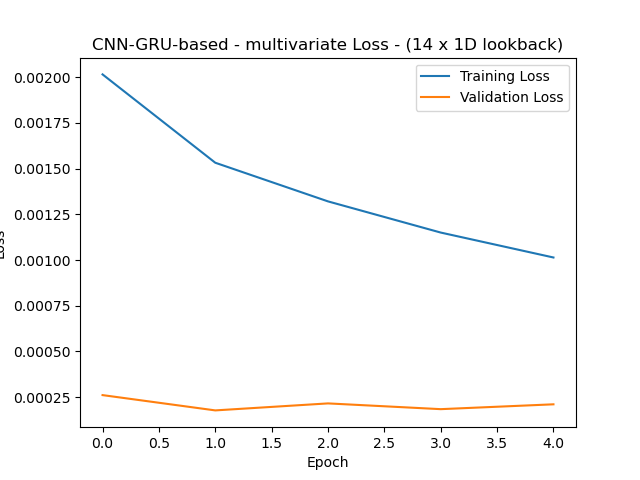 CNN-GRU-based - multivariate Loss - (14 x 1D lookback)
Training Loss
Validation Loss
0.00200
0.00175
0.00150
0.00125
0.00100
0.00075
0.00050
0.00025
Loss
0.0 0.5 1.0 1.5 2.0 2.5 3.0 3.5 4.0
Epoch